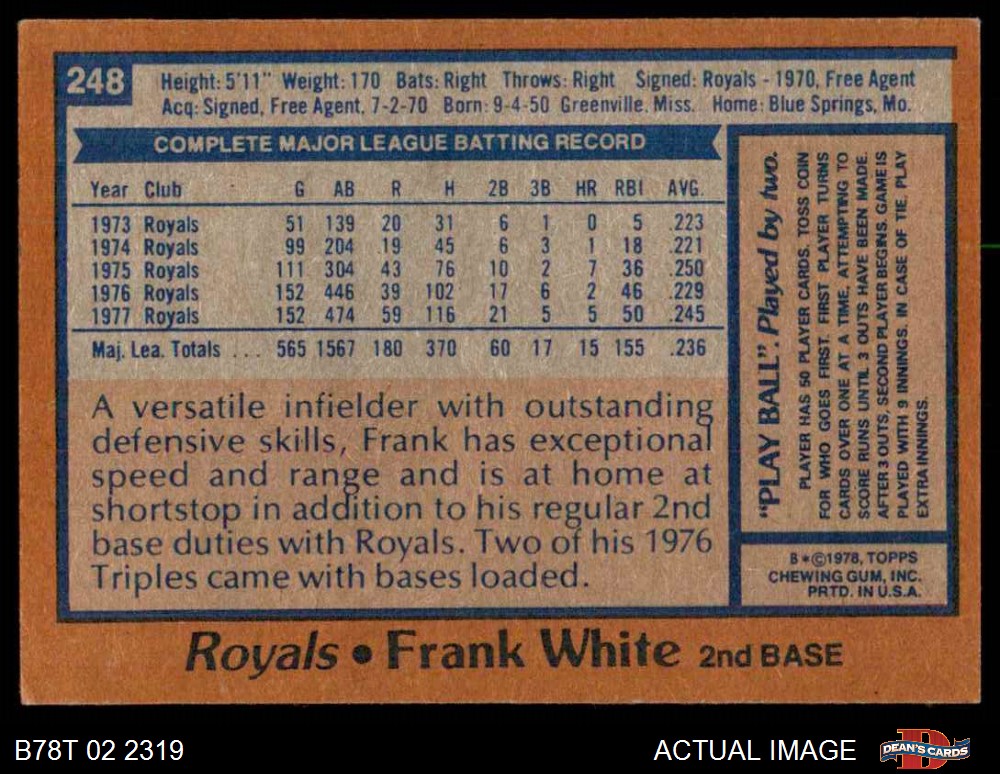 248
Height: 5'11" Weight: 170 Bats: Right Throws: Right Signed: Royals - 1970, Free Agent
Acq: Signed, Free Agent, 7-2-70 Born: 9-4-50 Greenville, Miss. Home: Blue Springs, Mo.
COMPLETE MAJOR LEAGUE BATTING RECORD
Year Club G AB R H 2B 3B HR RBI AVG.
1973 Royals 51 139 20 31 6 1 0 5 .223
1974 Royals 99 204 19 45 6 3 1 18 .221
1975 Royals 111 304 43 76 10 2 7 36 .250
1976 Royals 152 446 39 102 17 6 2 46 .229
1977 Royals 152 474 59 116 21 5 5 50 .245
Maj. Lea. Totals ... 565 1567 180 370 60 17 15 155 .236
A versatile infielder with outstanding
defensive skills, Frank has exceptional
speed and range and is at home at
shortstop in addition to his regular 2nd
base duties with Royals. Two of his 1976
Triples came with bases loaded.
"PLAY BALL". Played by two.
PLAYER HAS 50 PLAYER CARDS. TOSS COIN
FOR WHO GOES FIRST. FIRST PLAYER TURNS
CARDS OVER ONE AT A TIME, ATTEMPTING TO
SCORE RUNS UNTIL 3 OUTS HAVE BEEN MADE.
AFTER 3 OUTS, SECOND PLAYER BEGINS. GAME IS
PLAYED WITH 9 INNINGS. IN CASE OF TIE, PLAY
EXTRA INNINGS.
B*©1978, TOPPS
CHEWING GUM, INC.
PRTD. IN U.S.A.
Royals • Frank White 2nd BASE
B78T 02 2319
ACTUAL IMAGE
D
DEAN'S CARDS